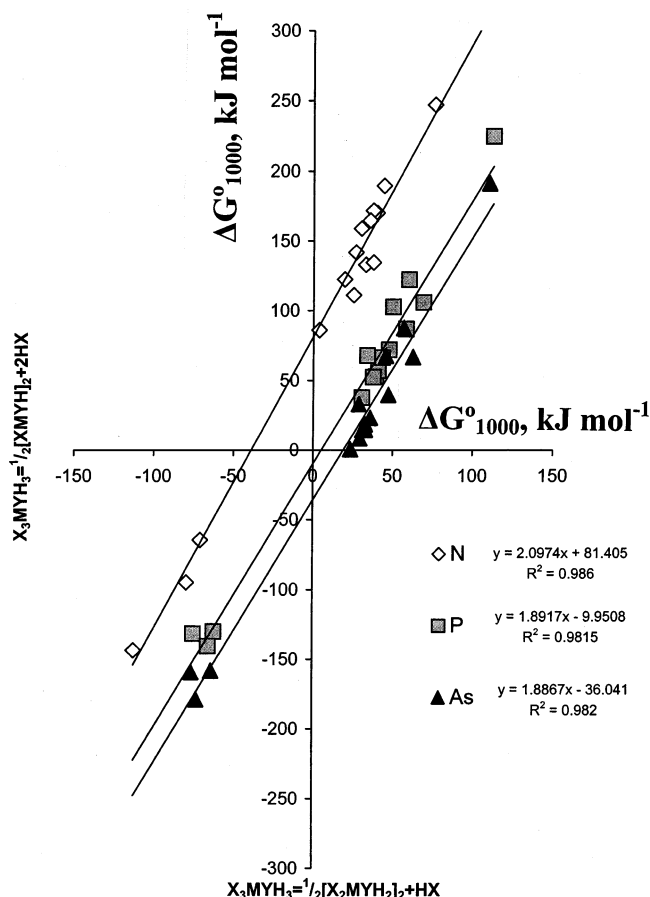 300
250
200
150
100
50
0
-50
-100
-150
-200
-250
-300
-150
-100
-50
0
50
100
150
ΔG°1000, kJ mol-1
ΔG°1000, kJ mol-1
X3MYH3=1/2[XMYH]2+2HX
N
y = 2.0974x + 81.405
R2 = 0.986
P
y = 1.8917x - 9.9508
R2 = 0.9815
As
y = 1.8867x - 36.041
R2 = 0.982
X3MYH3=1/2[X2MYH2]2+HX